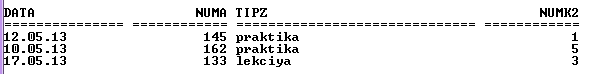 DATA NUMA TIPZ NUMK2
=============== ============ ============================== ============
12.05.13 145 praktika 1
10.05.13 162 praktika 5
17.05.13 133 lekciya 3